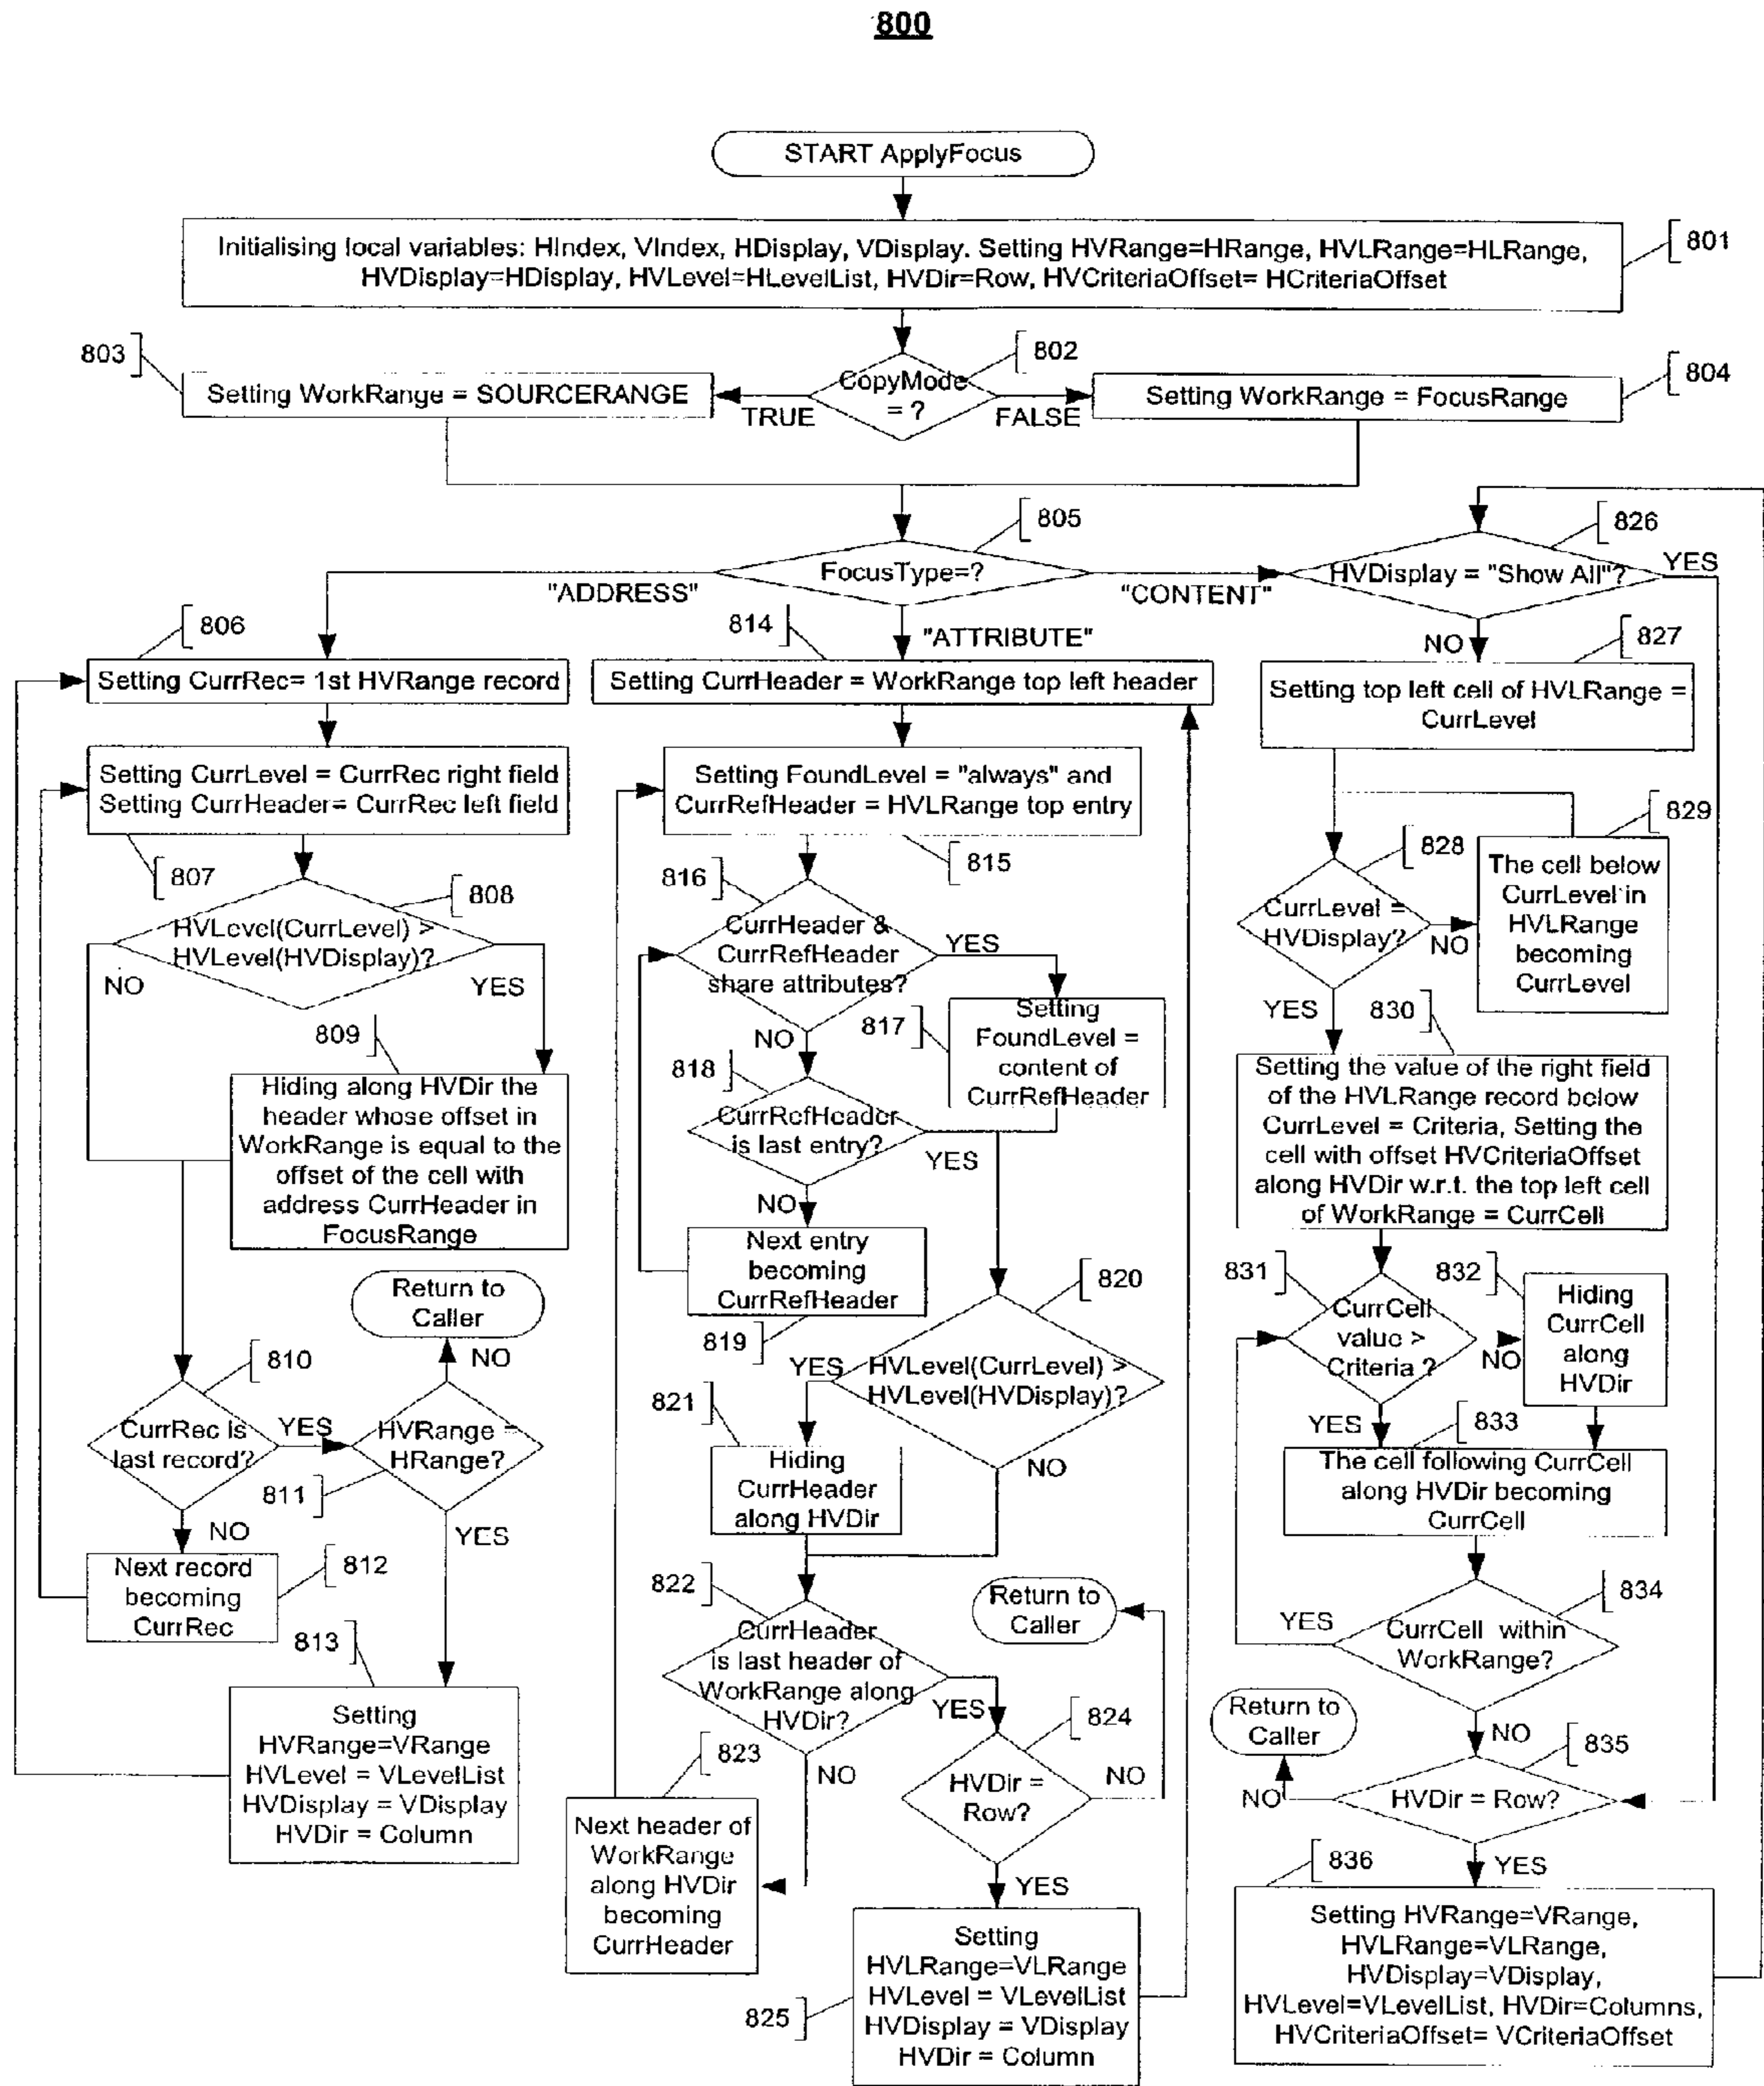 800
START ApplyFocus
Initialising local variables: HIndex, VIndex, HDisplay, VDisplay. Setting HVRange=HRange, HVLRange=HLRange,
HVDisplay=HDisplay, HVLevel=HLevelList, HVDir=Row, HVCriteriaOffset= HCriteriaOffset
801
803
Setting WorkRange = SOURCERANGE
802
CopyMode
= ?
TRUE
FALSE
Setting WorkRange = FocusRange
804
805
FocusType=?
"ADDRESS"
"ATTRIBUTE"
"CONTENT"
806
Setting CurrRec= 1st HVRange record
Setting CurrLevel = CurrRec right field
Setting CurrHeader= CurrRec left field
807
808
HVLevel(CurrLevel) >
HVLevel(HVDisplay)?
NO
YES
809
Hiding along HVDir the
header whose offset in
WorkRange is equal to the
offset of the cell with
address CurrHeader in
FocusRange
Return to
Caller
NO
810
CurrRec is
last record?
YES
HVRange =
HRange?
811
NO
YES
Next record
becoming
CurrRec
812
813
Setting
HVRange=VRange
HVLevel = VLevelList
HVDisplay = VDisplay
HVDir = Column
814
Setting CurrHeader = WorkRange top left header
Setting FoundLevel = "always" and
CurrRefHeader = HVLRange top entry
815
816
CurrHeader &
CurrRefHeader
share attributes?
YES
NO
817
Setting
FoundLevel =
content of
CurrRefHeader
818
CurrRefHeader
is last entry?
YES
NO
Next entry
becoming
CurrRefHeader
819
820
HVLevel(CurrLevel) >
HVLevel(HVDisplay)?
YES
NO
821
Hiding
CurrHeader
along HVDir
822
CurrHeader
is last header of
WorkRange along
HVDir?
YES
NO
823
Next header of
WorkRange
along HVDir
becoming
CurrHeader
Return to
Caller
824
HVDir =
Row?
NO
YES
825
Setting
HVLRange=VLRange
HVLevel = VLevelList
HVDisplay = VDisplay
HVDir = Column
826
HVDisplay = "Show All"?
YES
NO
827
Setting top left cell of HVLRange =
CurrLevel
828
CurrLevel =
HVDisplay?
NO
YES
829
The cell below
CurrLevel in
HVLRange
becoming
CurrLevel
830
Setting the value of the right field
of the HVLRange record below
CurrLevel = Criteria, Setting the
cell with offset HVCriteriaOffset
along HVDir w.r.t. the top left cell
of WorkRange = CurrCell
831
CurrCell
value >
Criteria ?
NO
YES
832
Hiding
CurrCell
along
HVDir
833
The cell following CurrCell
along HVDir becoming
CurrCell
834
CurrCell within
WorkRange?
YES
NO
Return to
Caller
835
HVDir = Row?
NO
YES
836
Setting HVRange=VRange,
HVLRange=VLRange,
HVDisplay=VDisplay,
HVLevel=VLevelList, HVDir=Columns,
HVCriteriaOffset= VCriteriaOffset